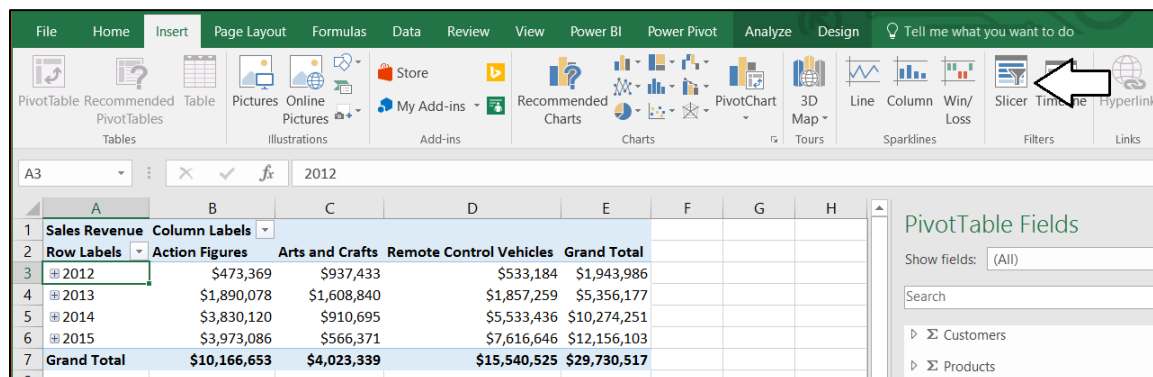 File Home Insert Page Layout Formulas Data Review View Power BI Power Pivot Analyze Design Tell me what you want to do
Store
My Add-ins
PivotTable Recommended Table Pictures Online Recommended PivotChart 3D Line Column Win/ Slicer Timeline Hyperlink
PivotTables Pictures Charts Map Loss
Tables Illustrations Add-ins Charts Tours Sparklines Filters Links
A3 fx 2012
A B C D E F G H
1 Sales Revenue Column Labels
2 Row Labels Action Figures Arts and Crafts Remote Control Vehicles Grand Total
3 2012 $473,369 $937,433 $533,184 $1,943,986
4 2013 $1,890,078 $1,608,840 $1,857,259 $5,356,177
5 2014 $3,830,120 $910,695 $5,533,436 $10,274,251
6 2015 $3,973,086 $566,371 $7,616,646 $12,156,103
7 Grand Total $10,166,653 $4,023,339 $15,540,525 $29,730,517
PivotTable Fields
Show fields: (All)
Search
Σ Customers
Σ Products